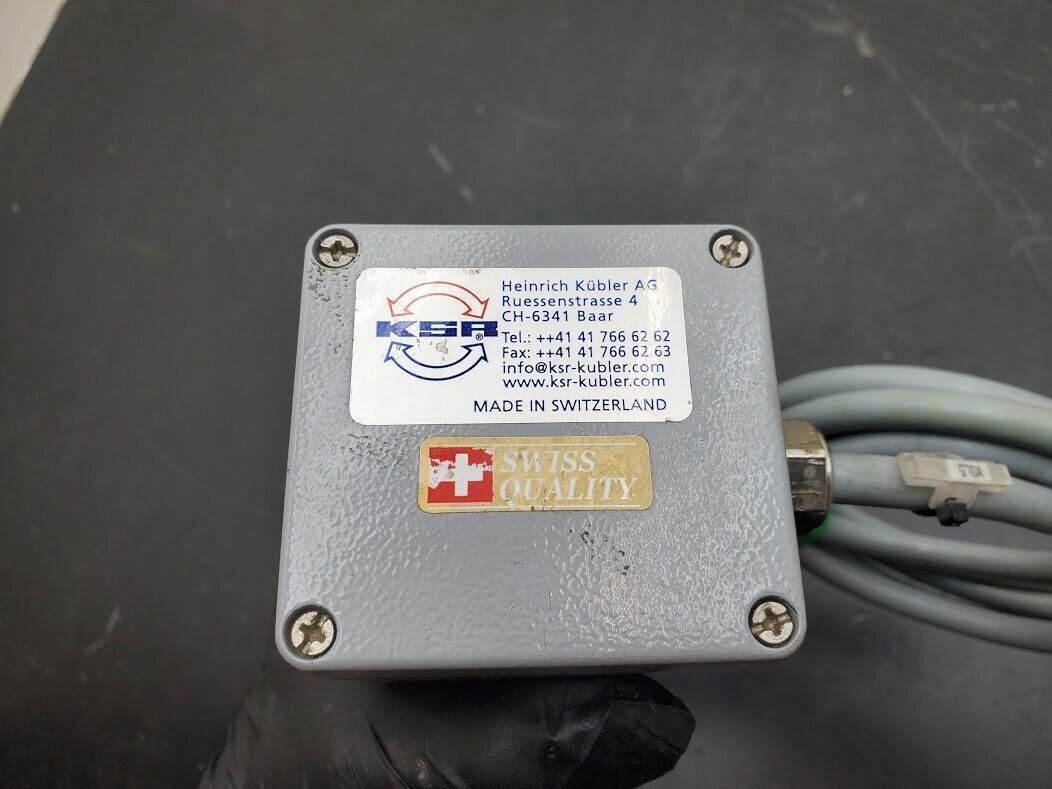 KSR®
Heinrich Kübler AG
Ruessenstrasse 4
CH-6341 Baar
Tel.: ++41 41 766 62 62
Fax: ++41 41 766 62 63
info@ksr-kubler.com
www.ksr-kubler.com
MADE IN SWITZERLAND
SWISS
QUALITY